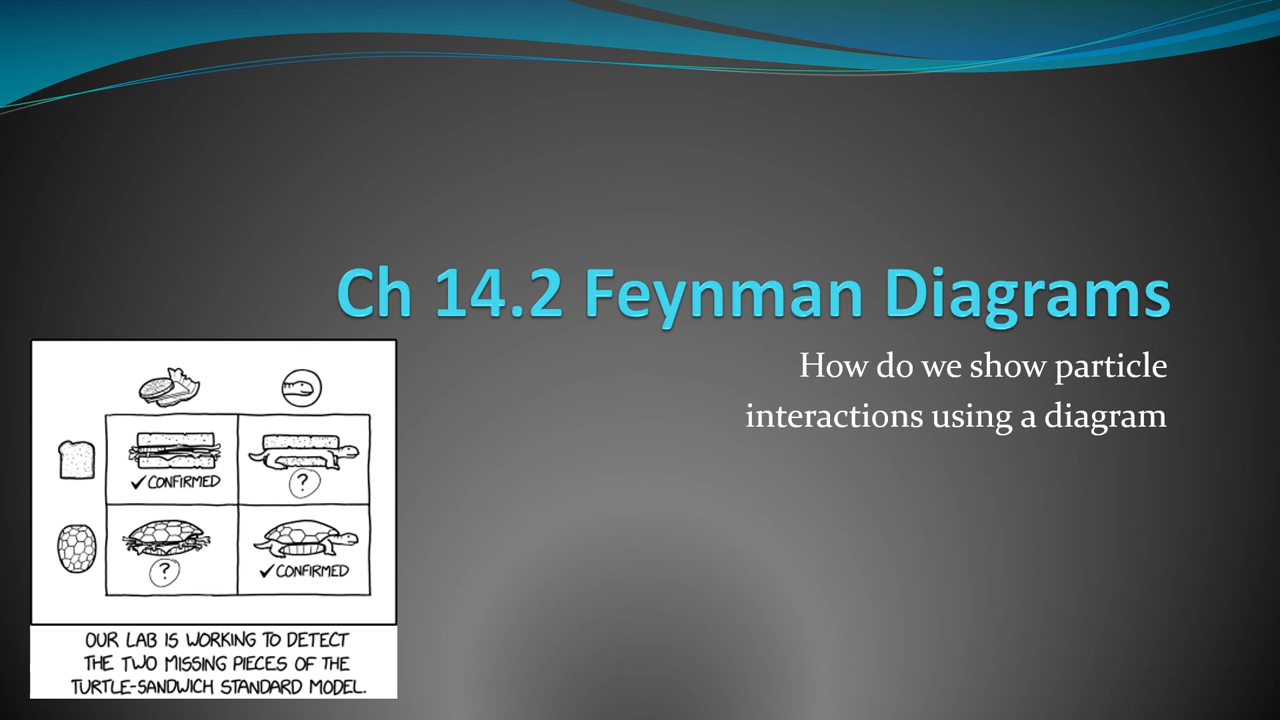 Ch 14.2 Feynman Diagrams
How do we show particle
interactions using a diagram
✓ CONFIRMED
?
?
✓ CONFIRMED
OUR LAB IS WORKING TO DETECT
THE TWO MISSING PIECES OF THE
TURTLE-SANDWICH STANDARD MODEL.